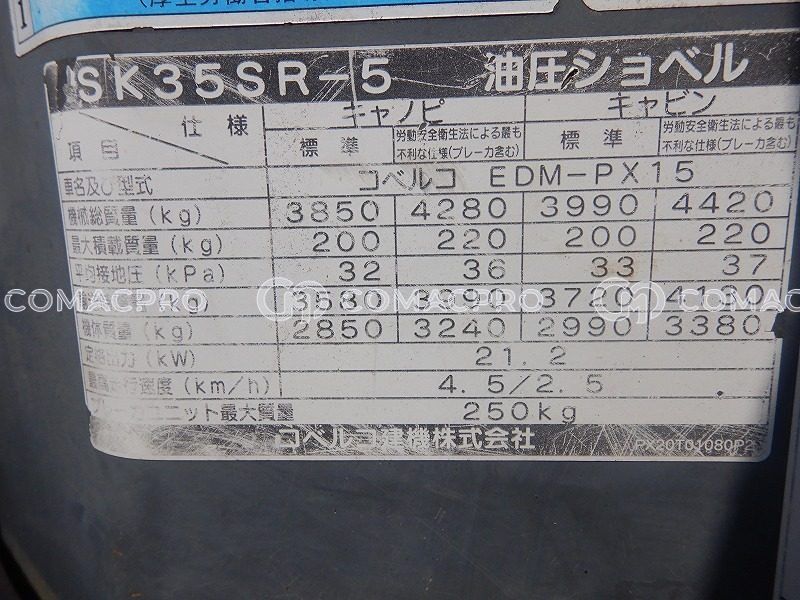 1
SK35SR-5 油圧ショベル
仕様 キャノピ キャビン
項目 標準 労動安全衛生法による最も不利な仕様(ブレーカ含む) 標準 労動安全衛生法による最も不利な仕様(ブレーカ含む)
車名及び型式 コベルコ EDM-PX15
機械総質量(kg) 3850 4280 3990 4420
最大積載質量(kg) 200 220 200 220
平均接地圧(kPa) 32 36 33 37
(kg) 3580 3720
COMACPRO COMACPRO COMACPRO
機体質量(kg) 2850 3240 2990 3380
定格出力(kW) 21.2
最高走行速度(km/h) 4.5/2.5
ブレーカユニット最大質量 250kg
コベルコ建機株式会社 PX20T01080P2